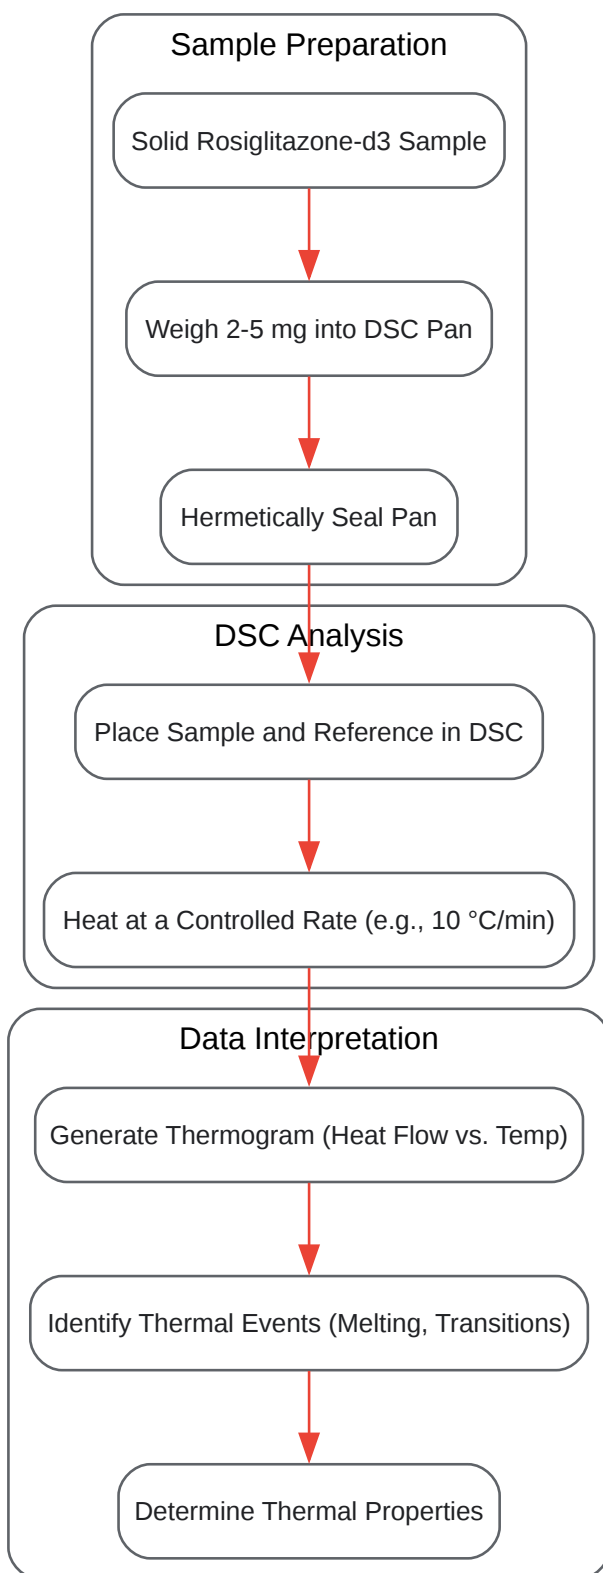 Sample Preparation
Solid Rosiglitazone-d3 Sample
Weigh 2-5 mg into DSC Pan
Hermetically Seal Pan
DSC Analysis
Place Sample and Reference in DSC
Heat at a Controlled Rate (e.g., 10 °C/min)
Data Interpretation
Generate Thermogram (Heat Flow vs. Temp)
Identify Thermal Events (Melting, Transitions)
Determine Thermal Properties